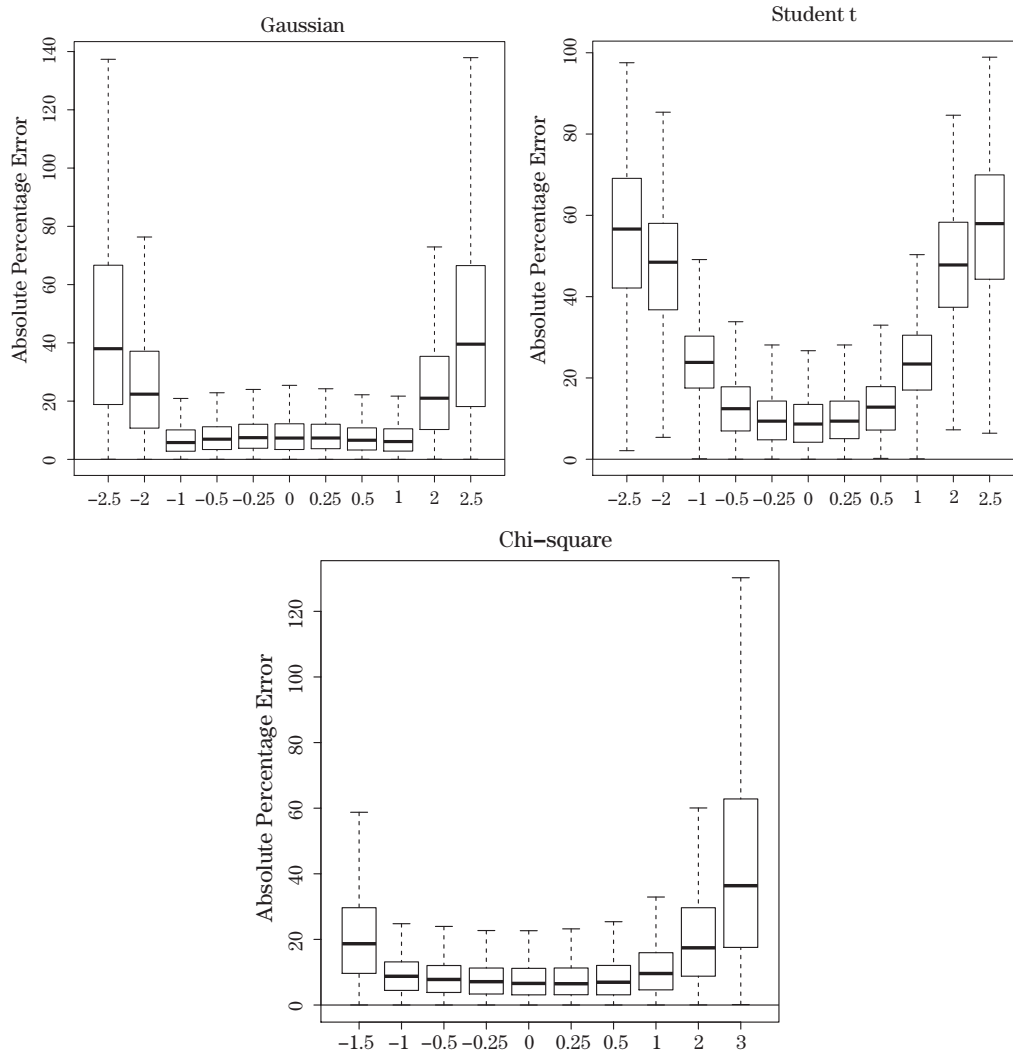 Gaussian
Absolute Percentage Error
0 20 40 60 80 100 120 140
−2.5 −2 −1 −0.5 −0.25 0 0.25 0.5 1 2 2.5
Student t
Absolute Percentage Error
0 20 40 60 80 100
−2.5 −2 −1 −0.5 −0.25 0 0.25 0.5 1 2 2.5
Chi−square
Absolute Percentage Error
0 20 40 60 80 100 120
−1.5 −1 −0.5 −0.25 0 0.25 0.5 1 2 3